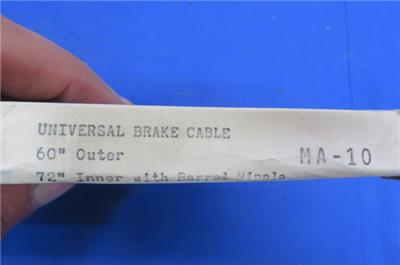 UNIVERSAL BRAKE CABLE
60" Outer MA-10
72" Inner with Barrel Nipple